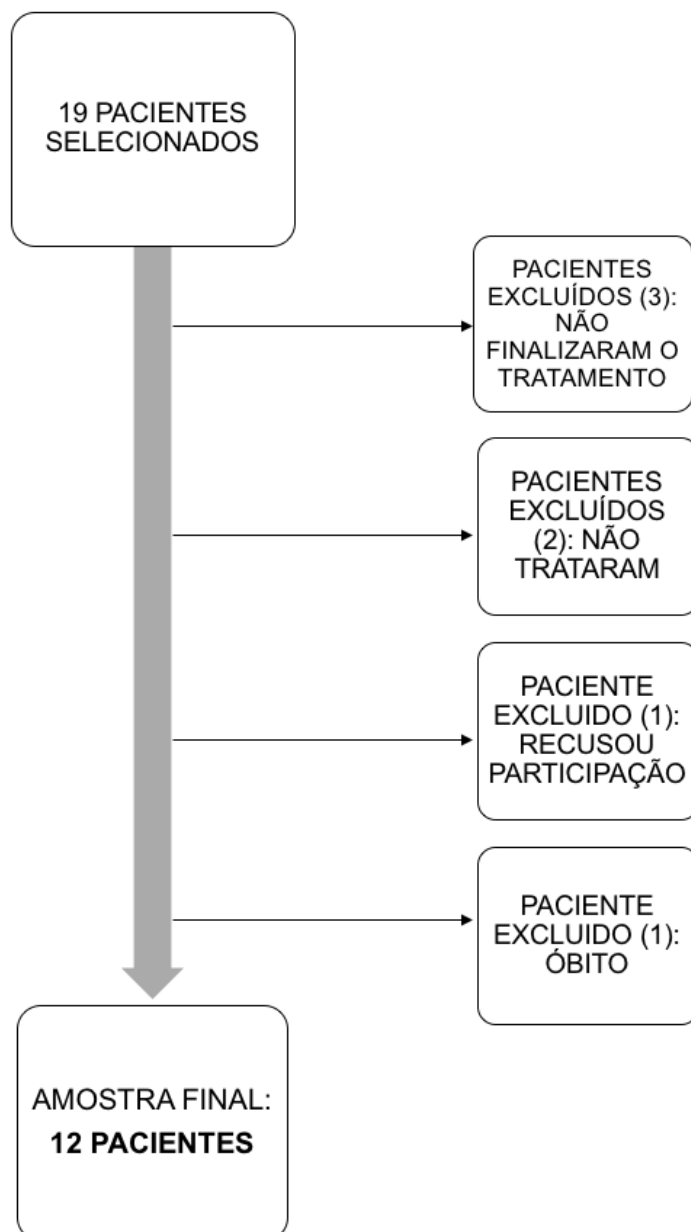 19 PACIENTES
SELECIONADOS
PACIENTES
EXCLUÍDOS (3):
NÃO
FINALIZARAM O
TRATAMENTO
PACIENTES
EXCLUÍDOS
(2): NÃO
TRATARAM
PACIENTE
EXCLUIDO (1):
RECUSOU
PARTICIPAÇÃO
PACIENTE
EXCLUIDO (1):
ÓBITO
AMOSTRA FINAL:
12 PACIENTES